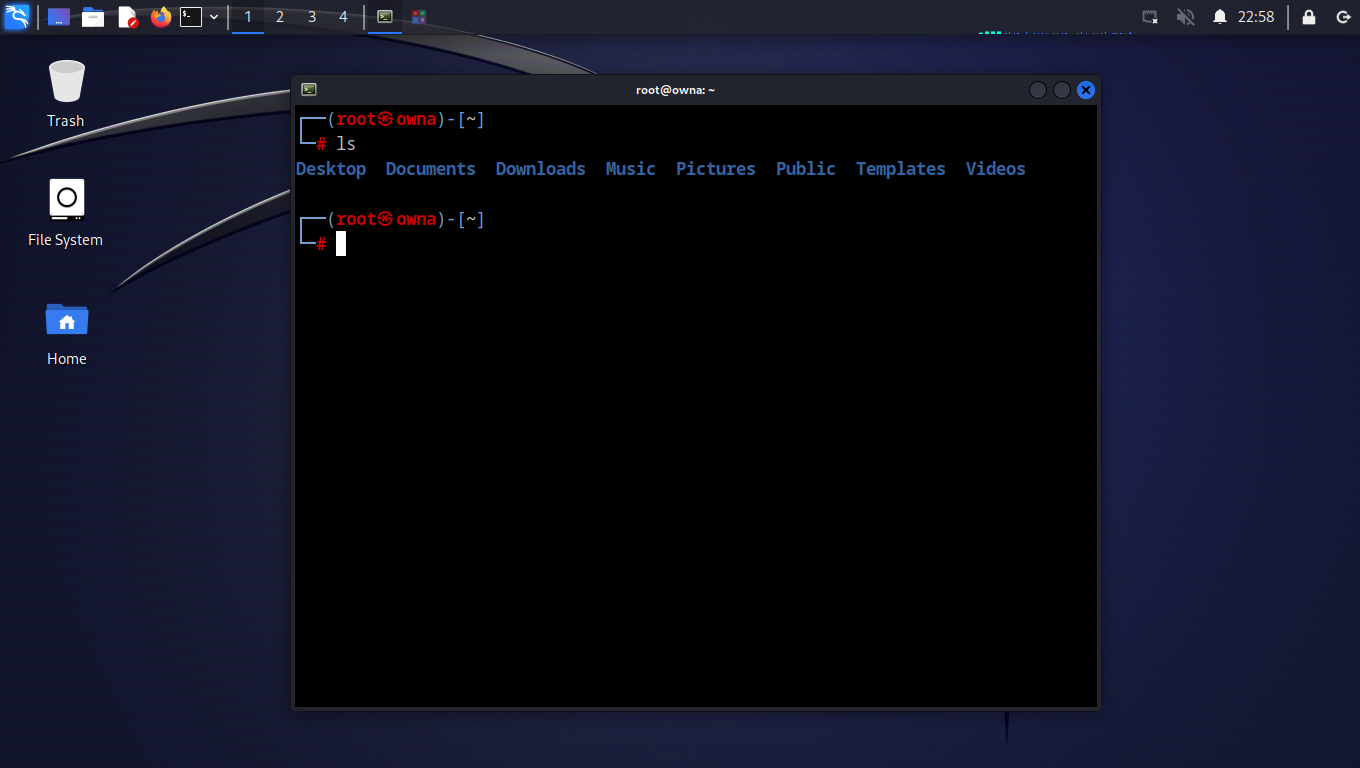 1 2 3 4 22:58
Trash
File System
Home
root@owna: ~
┌──(root㉿owna)-[~]
└─# ls
Desktop Documents Downloads Music Pictures Public Templates Videos
┌──(root㉿owna)-[~]
└─#